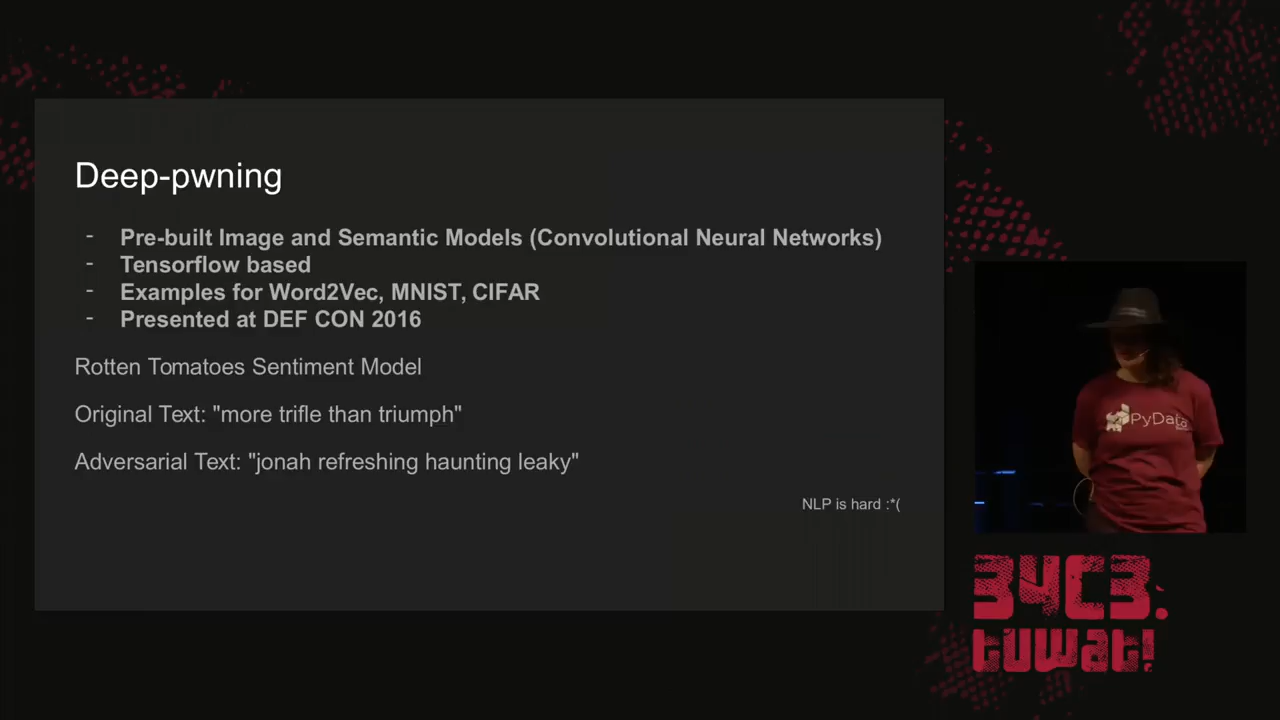 Deep-pwning
- Pre-built Image and Semantic Models (Convolutional Neural Networks)
- Tensorflow based
- Examples for Word2Vec, MNIST, CIFAR
- Presented at DEF CON 2016
Rotten Tomatoes Sentiment Model
Original Text: "more trifle than triumph"
Adversarial Text: "jonah refreshing haunting leaky"
NLP is hard :*(
PyData
34C3.
tuwat!